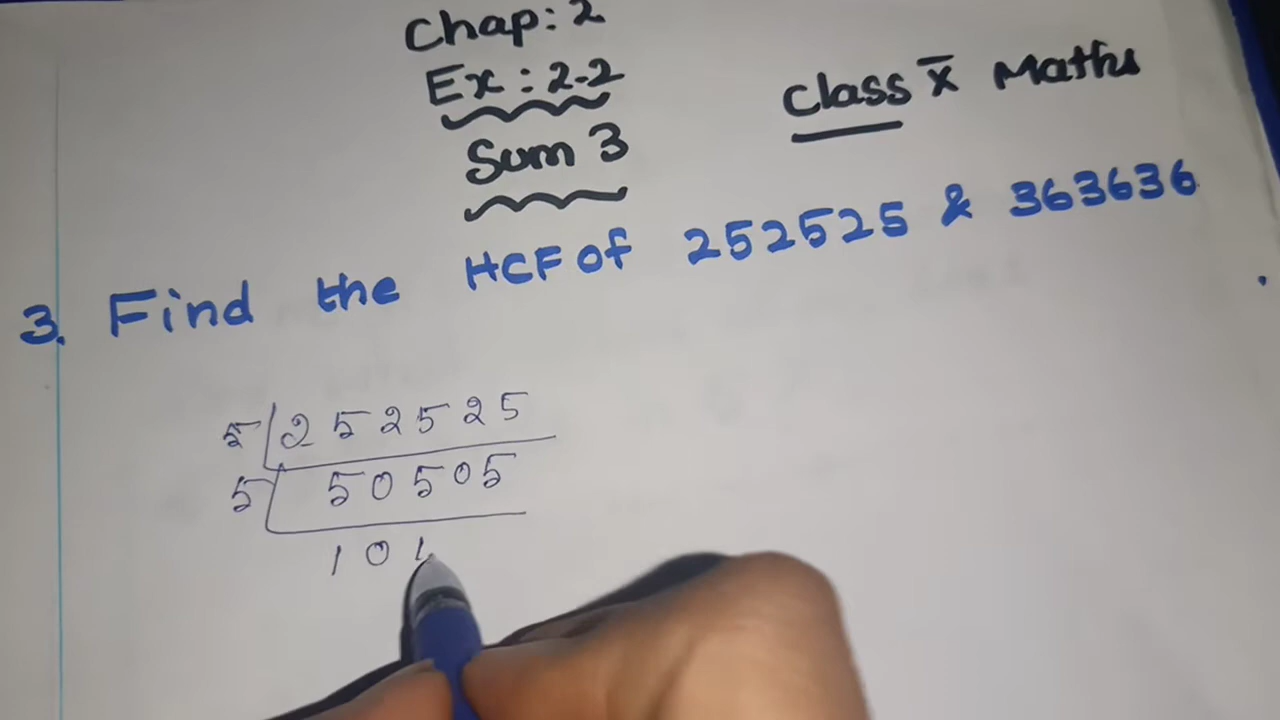 Chap: 2
Ex: 2.2
Sum 3
Class X Maths
3. Find the HCF of 252525 & 363636
5 252525
5 50505
101